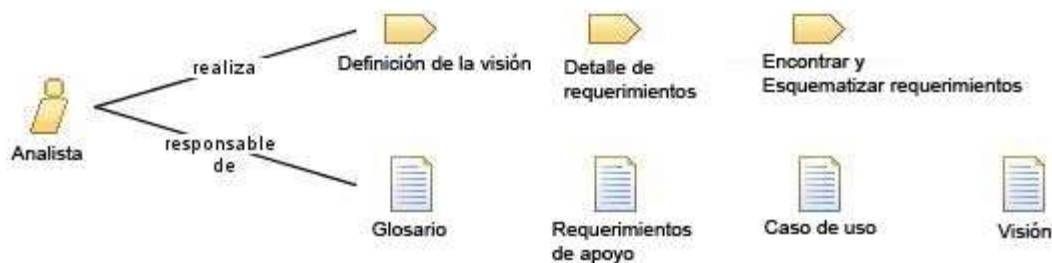 realiza
Definición de la visión
Detalle de
requerimientos
Encontrar y
Esquematizar requerimientos
Analista
responsable
de
Glosario
Requerimientos
de apoyo
Caso de uso
Visión